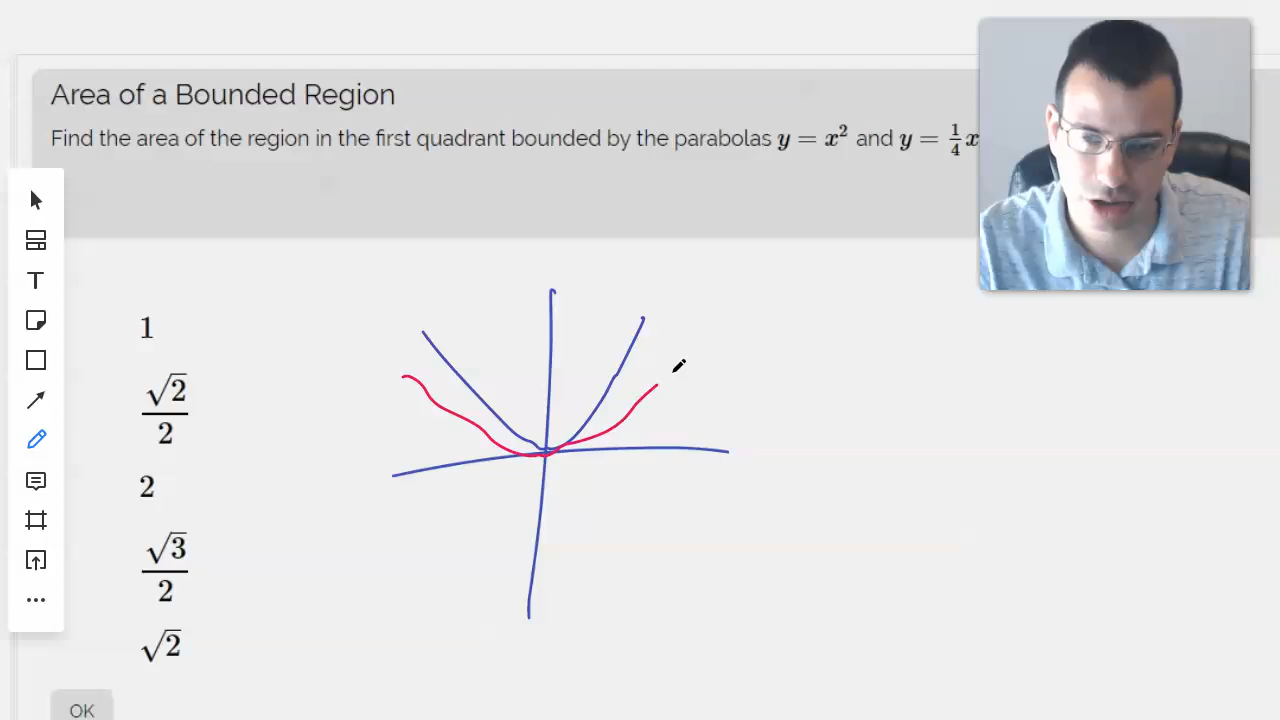 Area of a Bounded Region
Find the area of the region in the first quadrant bounded by the parabolas y = x² and y = 1/4 x
1
√2/2
2
√3/2
√2
T
OK